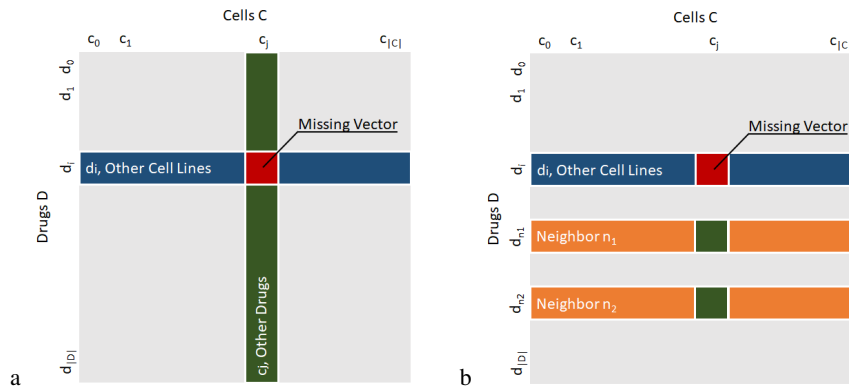 Cells C
c0 c1 cj c|C|
d0
d1
Missing Vector
di
di, Other Cell Lines
Drugs D
cj, Other Drugs
d|D|
a
Cells C
c0 c1 cj c|C|
d0
d1
Missing Vector
di
di, Other Cell Lines
Drugs D
dn1
Neighbor n1
dn2
Neighbor n2
d|D|
b